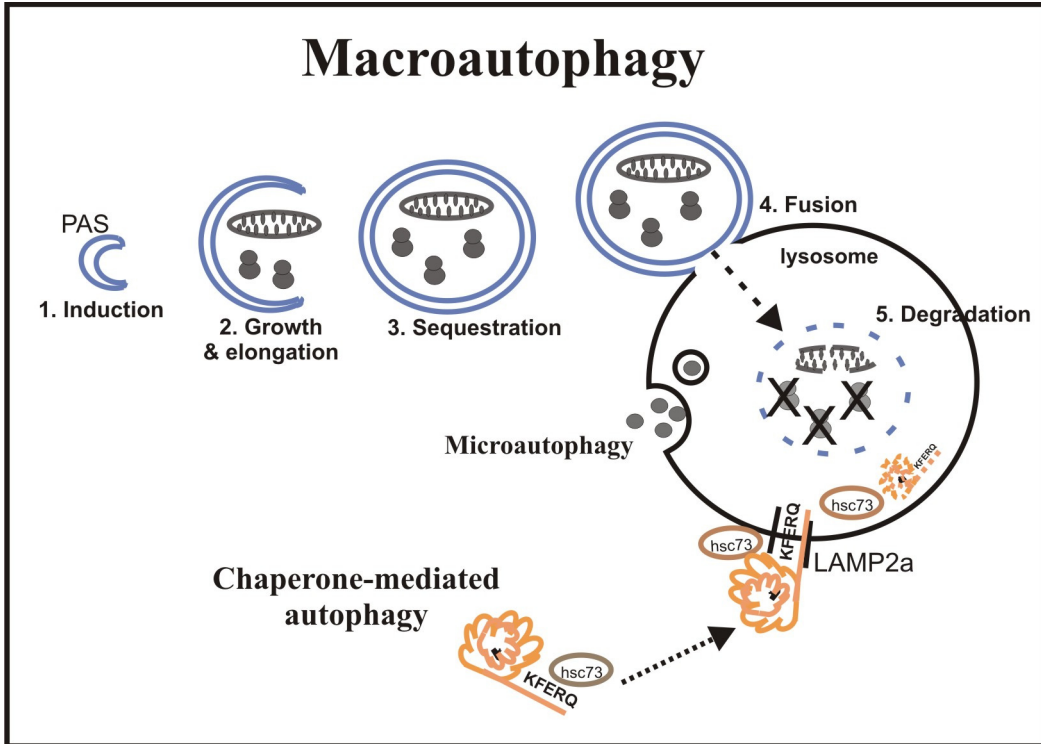 Macroautophagy
PAS
1. Induction
2. Growth
& elongation
3. Sequestration
4. Fusion
lysosome
5. Degradation
Microautophagy
KFERQ
hsc73
hsc73
KFERQ
LAMP2a
Chaperone-mediated
autophagy
hsc73
KFERQ